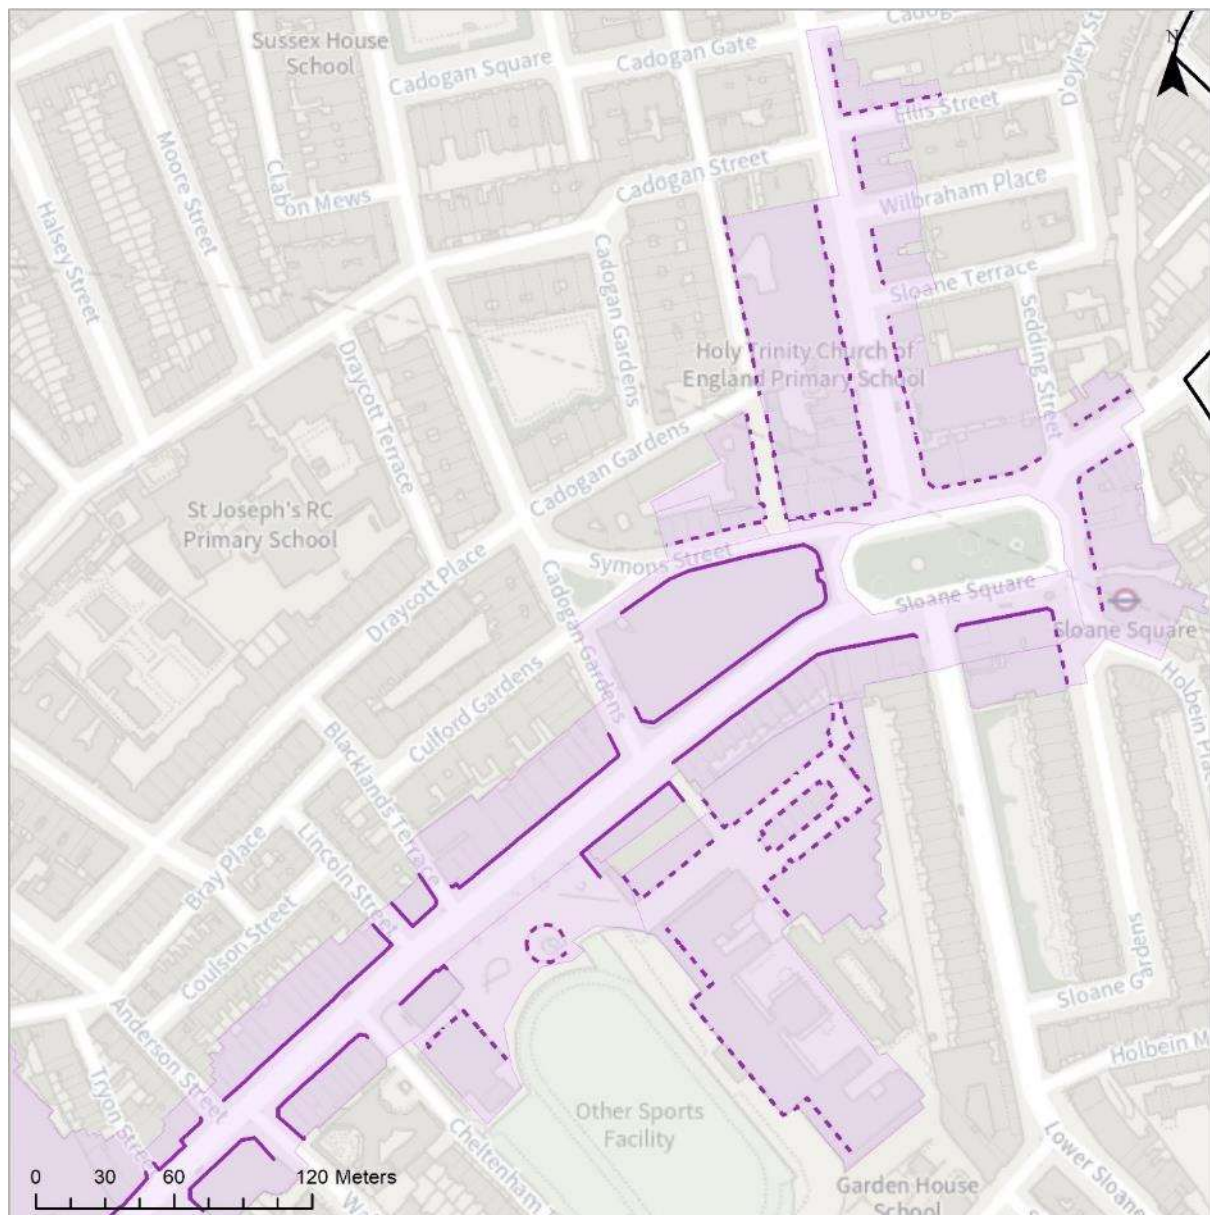 Cadogan
Sussex House
School
N
Cadogan Gate
D'oyley St
Cadogan Square
Ellis Street
Moore Street
Cadogan Street
Clabon Mews
Wilbraham Place
Halsey Street
Cadogan Gardens
Sloane Terrace
Sedding Street
Draycott Terrace
Holy Trinity Church of
England Primary School
Cadogan Gardens
St Joseph's RC
Primary School
Symons Street
Draycott Place
Cadogan Gardens
Sloane Square
Sloane Square
Culford Gardens
Holbein Plac
Blacklands Terrace
Bray Place
Lincoln Street
Coulson Street
Sloane Gardens
Anderson Street
Holbein M
Tryon Street
Other Sports
Facility
Cheltenham T
Lower Sloane
0 30 60 120 Meters
Garden House
School